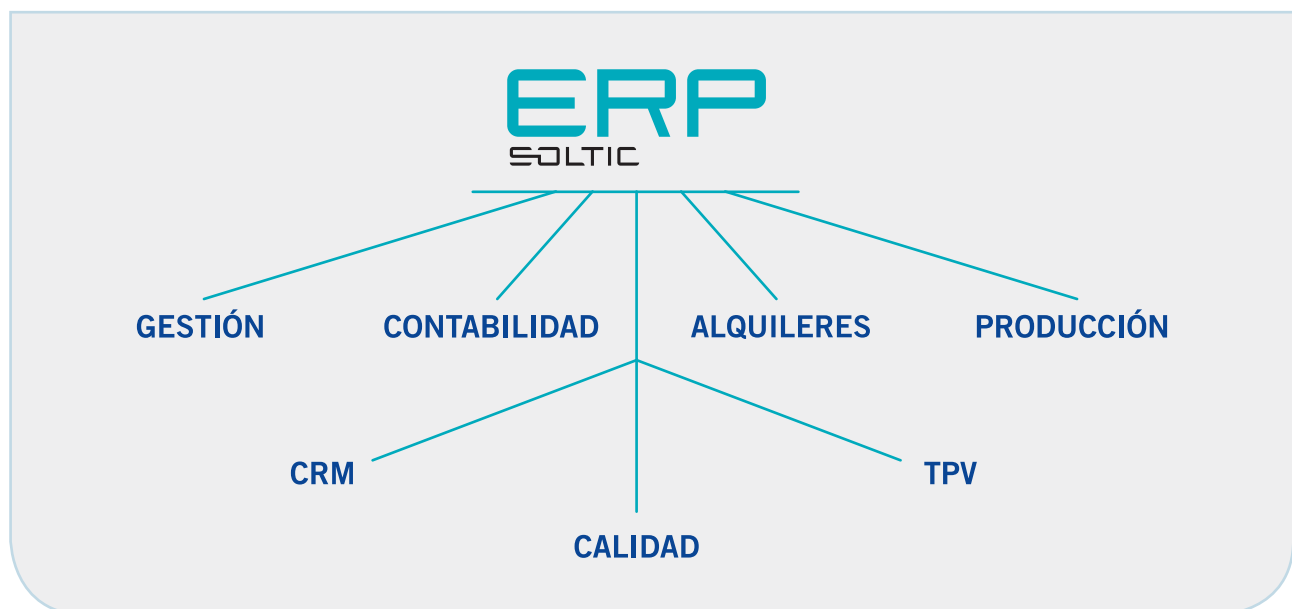 ERP
SOLTIC
GESTIÓN
CONTABILIDAD
ALQUILERES
PRODUCCIÓN
CRM
TPV
CALIDAD